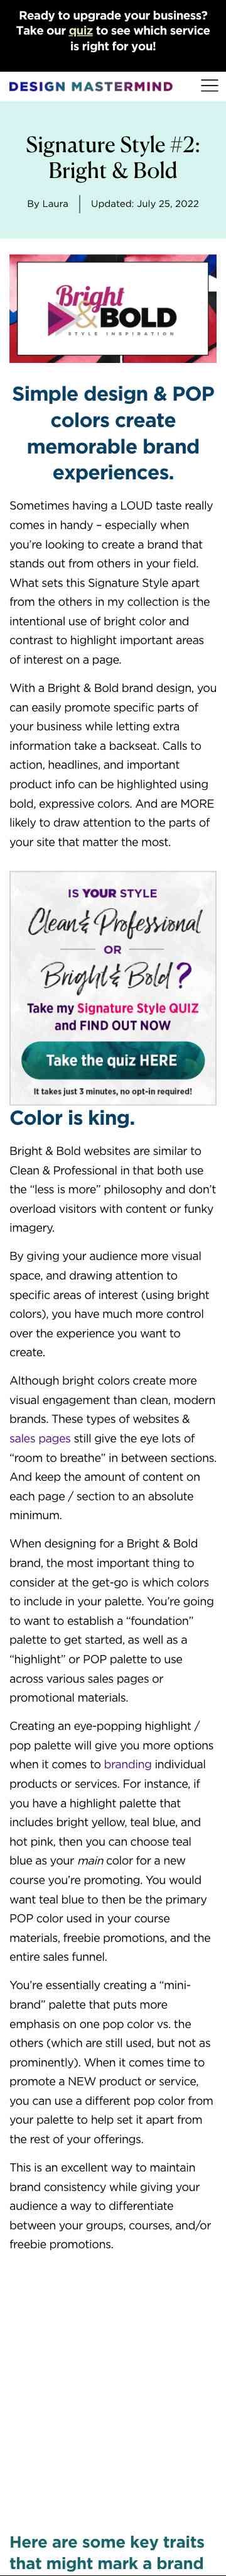 Ready to upgrade your business?
Take our quiz to see which service
is right for you!
DESIGN MASTERMIND
Signature Style #2:
Bright & Bold
By Laura
Updated: July 25, 2022
Bright
& BOLD
STYLE INSPIRATION
Simple design & POP
colors create
memorable brand
experiences.
Sometimes having a LOUD taste really
comes in handy – especially when
you’re looking to create a brand that
stands out from others in your field.
What sets this Signature Style apart
from the others in my collection is the
intentional use of bright color and
contrast to highlight important areas
of interest on a page.
With a Bright & Bold brand design, you
can easily promote specific parts of
your business while letting extra
information take a backseat. Calls to
action, headlines, and important
product info can be highlighted using
bold, expressive colors. And are MORE
likely to draw attention to the parts of
your site that matter the most.
IS YOUR STYLE
Clean & Professional
OR
Bright & Bold?
Take my Signature Style QUIZ
and FIND OUT NOW
Take the quiz HERE
It takes just 3 minutes, no opt-in required!
Color is king.
Bright & Bold websites are similar to
Clean & Professional in that both use
the “less is more” philosophy and don’t
overload visitors with content or funky
imagery.
By giving your audience more visual
space, and drawing attention to
specific areas of interest (using bright
colors), you have much more control
over the experience you want to
create.
Although bright colors create more
visual engagement than clean, modern
brands. These types of websites &
sales pages still give the eye lots of
“room to breathe” in between sections.
And keep the amount of content on
each page / section to an absolute
minimum.
When designing for a Bright & Bold
brand, the most important thing to
consider at the get-go is which colors
to include in your palette. You’re going
to want to establish a “foundation”
palette to get started, as well as a
“highlight” or POP palette to use
across various sales pages or
promotional materials.
Creating an eye-popping highlight /
pop palette will give you more options
when it comes to branding individual
products or services. For instance, if
you have a highlight palette that
includes bright yellow, teal blue, and
hot pink, then you can choose teal
blue as your main color for a new
course you’re promoting. You would
want teal blue to then be the primary
POP color used in your course
materials, freebie promotions, and the
entire sales funnel.
You’re essentially creating a “mini-
brand” palette that puts more
emphasis on one pop color vs. the
others (which are still used, but not as
prominently). When it comes time to
promote a NEW product or service,
you can use a different pop color from
your palette to help set it apart from
the rest of your offerings.
This is an excellent way to maintain
brand consistency while giving your
audience a way to differentiate
between your groups, courses, and/or
freebie promotions.
Here are some key traits
that might mark a brand